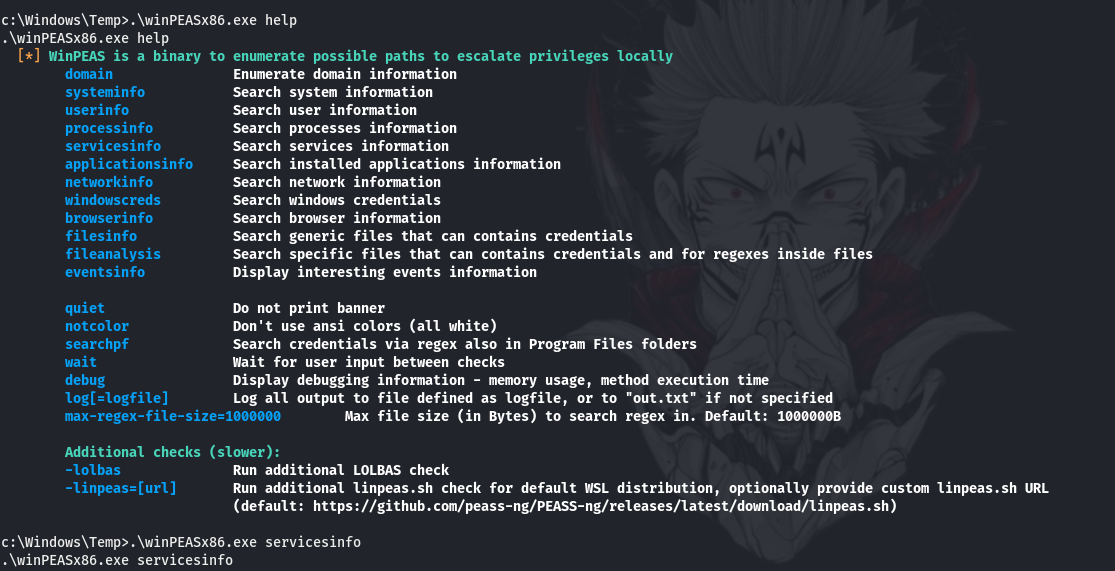 c:\Windows\Temp>.\winPEASx86.exe help
.\winPEASx86.exe help
[*] WinPEAS is a binary to enumerate possible paths to escalate privileges locally
domain Enumerate domain information
systeminfo Search system information
userinfo Search user information
processinfo Search processes information
servicesinfo Search services information
applicationsinfo Search installed applications information
networkinfo Search network information
windowscreds Search windows credentials
browserinfo Search browser information
filesinfo Search generic files that can contains credentials
fileanalysis Search specific files that can contains credentials and for regexes inside files
eventsinfo Display interesting events information
quiet Do not print banner
notcolor Don't use ansi colors (all white)
searchpf Search credentials via regex also in Program Files folders
wait Wait for user input between checks
debug Display debugging information - memory usage, method execution time
log[=logfile] Log all output to file defined as logfile, or to "out.txt" if not specified
max-regex-file-size=1000000 Max file size (in Bytes) to search regex in. Default: 1000000B
Additional checks (slower):
-lolbas Run additional LOLBAS check
-linpeas=[url] Run additional linpeas.sh check for default WSL distribution, optionally provide custom linpeas.sh URL
(default: https://github.com/peass-ng/PEASS-ng/releases/latest/download/linpeas.sh)
c:\Windows\Temp>.\winPEASx86.exe servicesinfo
.\winPEASx86.exe servicesinfo